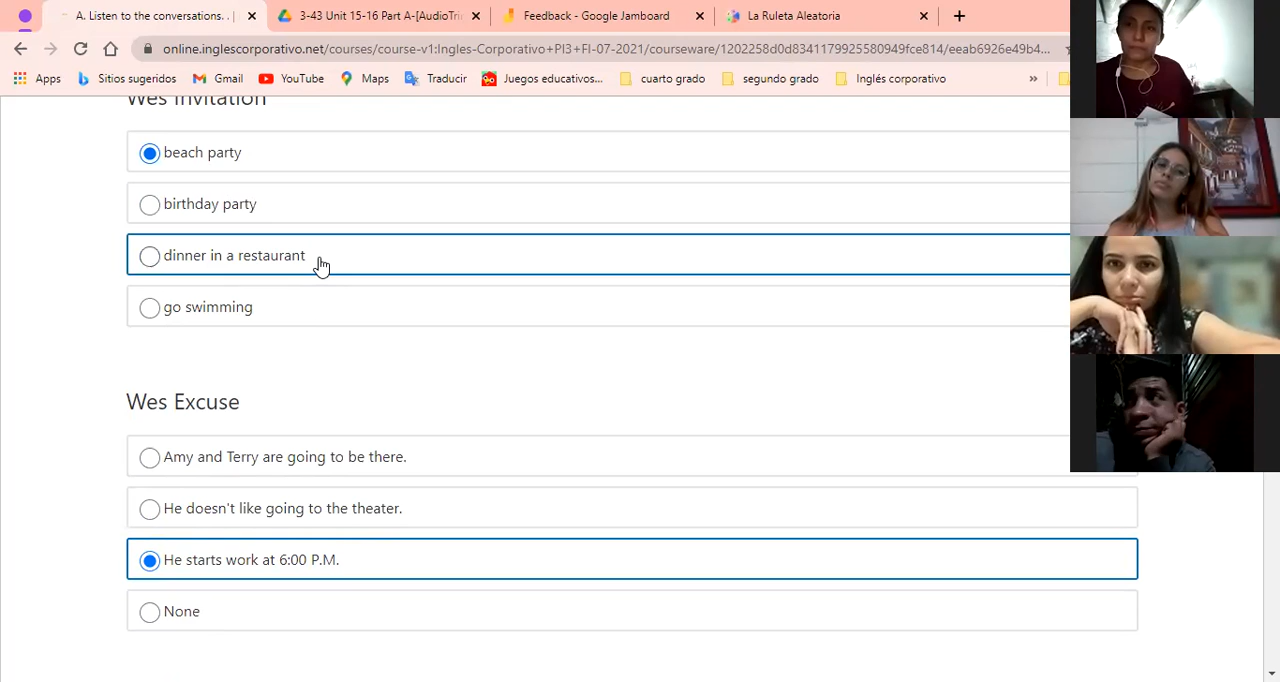 A. Listen to the conversations. |
3-43 Unit 15-16 Part A-[AudioTri
Feedback - Google Jamboard
La Ruleta Aleatoria
online.inglescorporativo.net/courses/course-v1:Ingles-Corporativo+PI3+FI-07-2021/courseware/1202258d0d8341179925580949fce814/eeab6926e49b4...
Apps
Sitios sugeridos
Gmail
YouTube
Maps
Traducir
Juegos educativos...
cuarto grado
segundo grado
Inglés corporativo
»
Wes Invitation
beach party
birthday party
dinner in a restaurant
go swimming
Wes Excuse
Amy and Terry are going to be there.
He doesn't like going to the theater.
He starts work at 6:00 P.M.
None